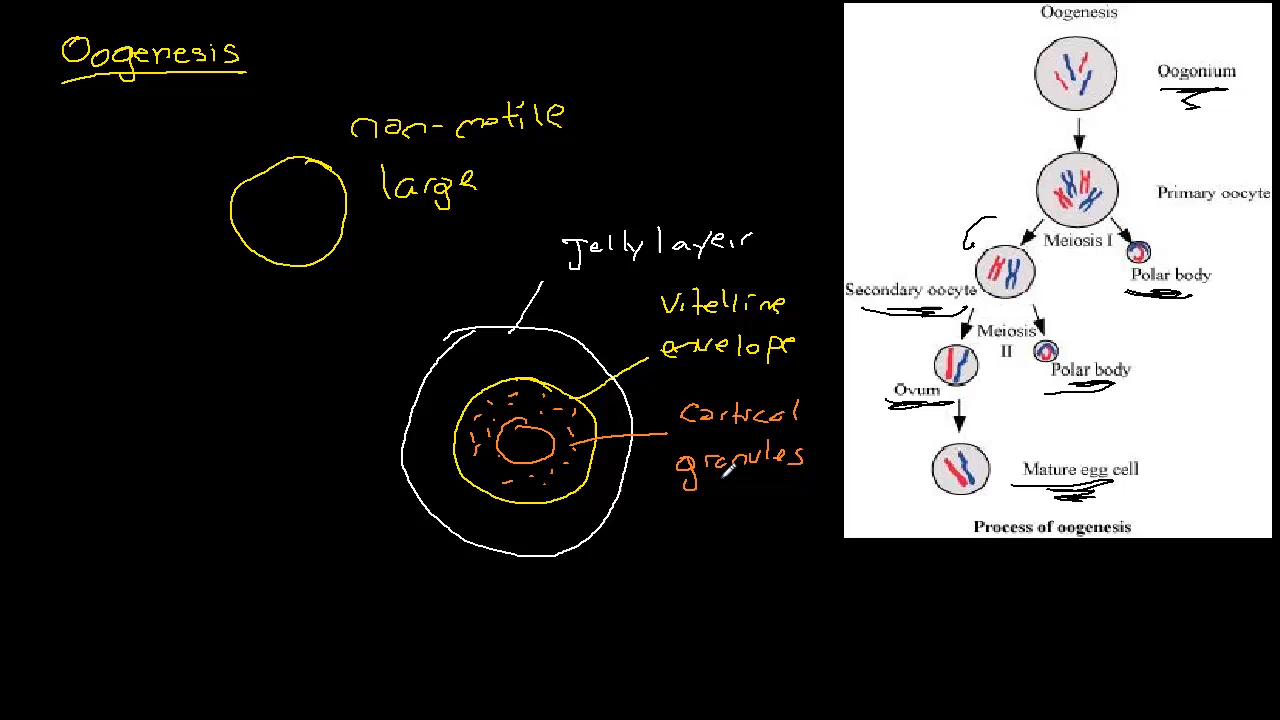 Oogenesis
non-motile
large
Jelly layer
Vitelline
envelope
Cortical
granules
Oogenesis
Oogonium
Primary oocyte
Meiosis I
Polar body
Secondary oocyte
Meiosis
II
Polar body
Ovum
Mature egg cell
Process of oogenesis